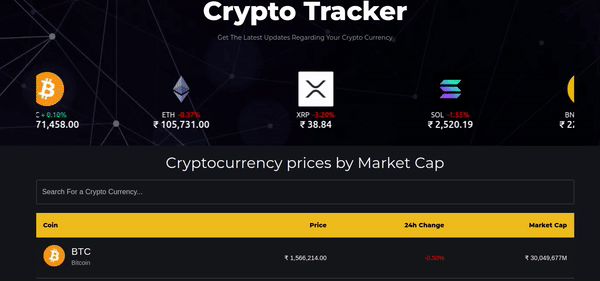 Crypto Tracker
Get The Latest Updates Regarding Your Crypto Currency
C + 0.10%
71,458.00
ETH -0.37%
₹ 105,731.00
XRP -3.20%
₹ 38.84
SOL -1.55%
₹ 2,520.19
BN
₹ 2
Cryptocurrency prices by Market Cap
Search For a Crypto Currency...
Coin Price 24h Change Market Cap
BTC
Bitcoin
₹ 1,566,214.00 -0.50% ₹ 30,049,677M